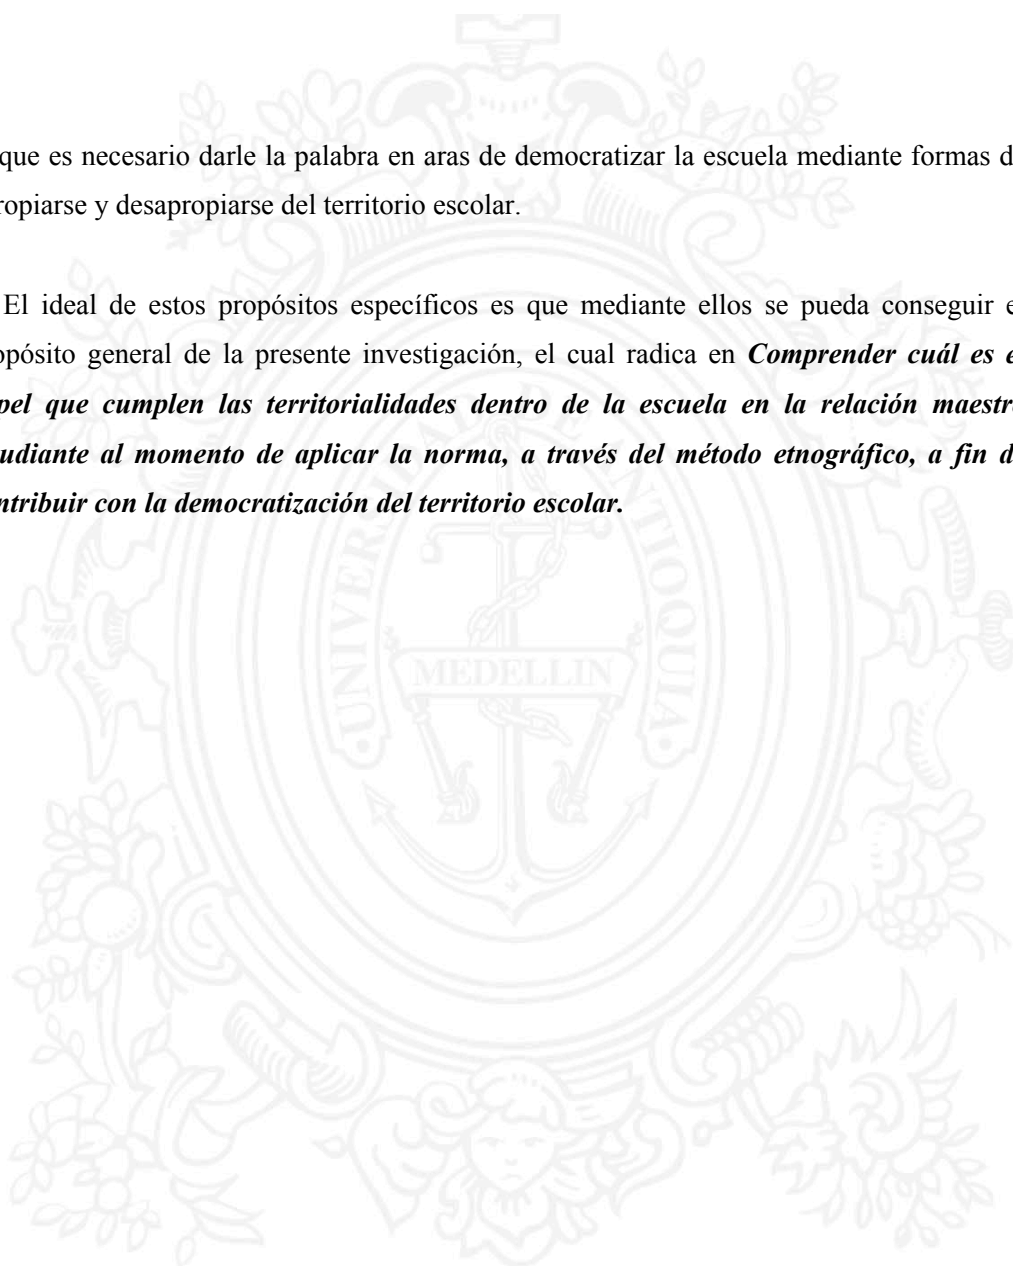 que es necesario darle la palabra en aras de democratizar la escuela mediante formas d
ropiarse y desapropiarse del territorio escolar.
El ideal de estos propósitos específicos es que mediante ellos se pueda conseguir e
opósito general de la presente investigación, el cual radica en Comprender cuál es e
pel que cumplen las territorialidades dentro de la escuela en la relación maestro
udiante al momento de aplicar la norma, a través del método etnográfico, a fin d
ntribuir con la democratización del territorio escolar.
UNIVER
NTIOQUIA
MEDELLIN